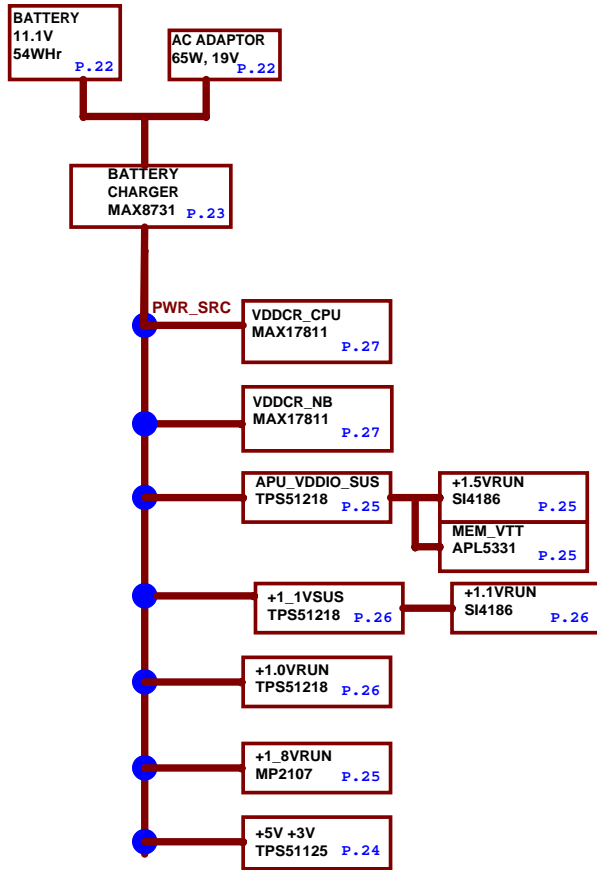 BATTERY
11.1V
54WHr
P.22
AC ADAPTOR
65W, 19V
P.22
BATTERY
CHARGER
MAX8731 P.23
PWR_SRC
VDDCR_CPU
MAX17811
P.27
VDDCR_NB
MAX17811
P.27
APU_VDDIO_SUS
TPS51218 P.25
+1.5VRUN
SI4186 P.25
MEM_VTT
APL5331 P.25
+1_1VSUS
TPS51218 P.26
+1.1VRUN
SI4186 P.26
+1.0VRUN
TPS51218 P.26
+1_8VRUN
MP2107 P.25
+5V +3V
TPS51125 P.24